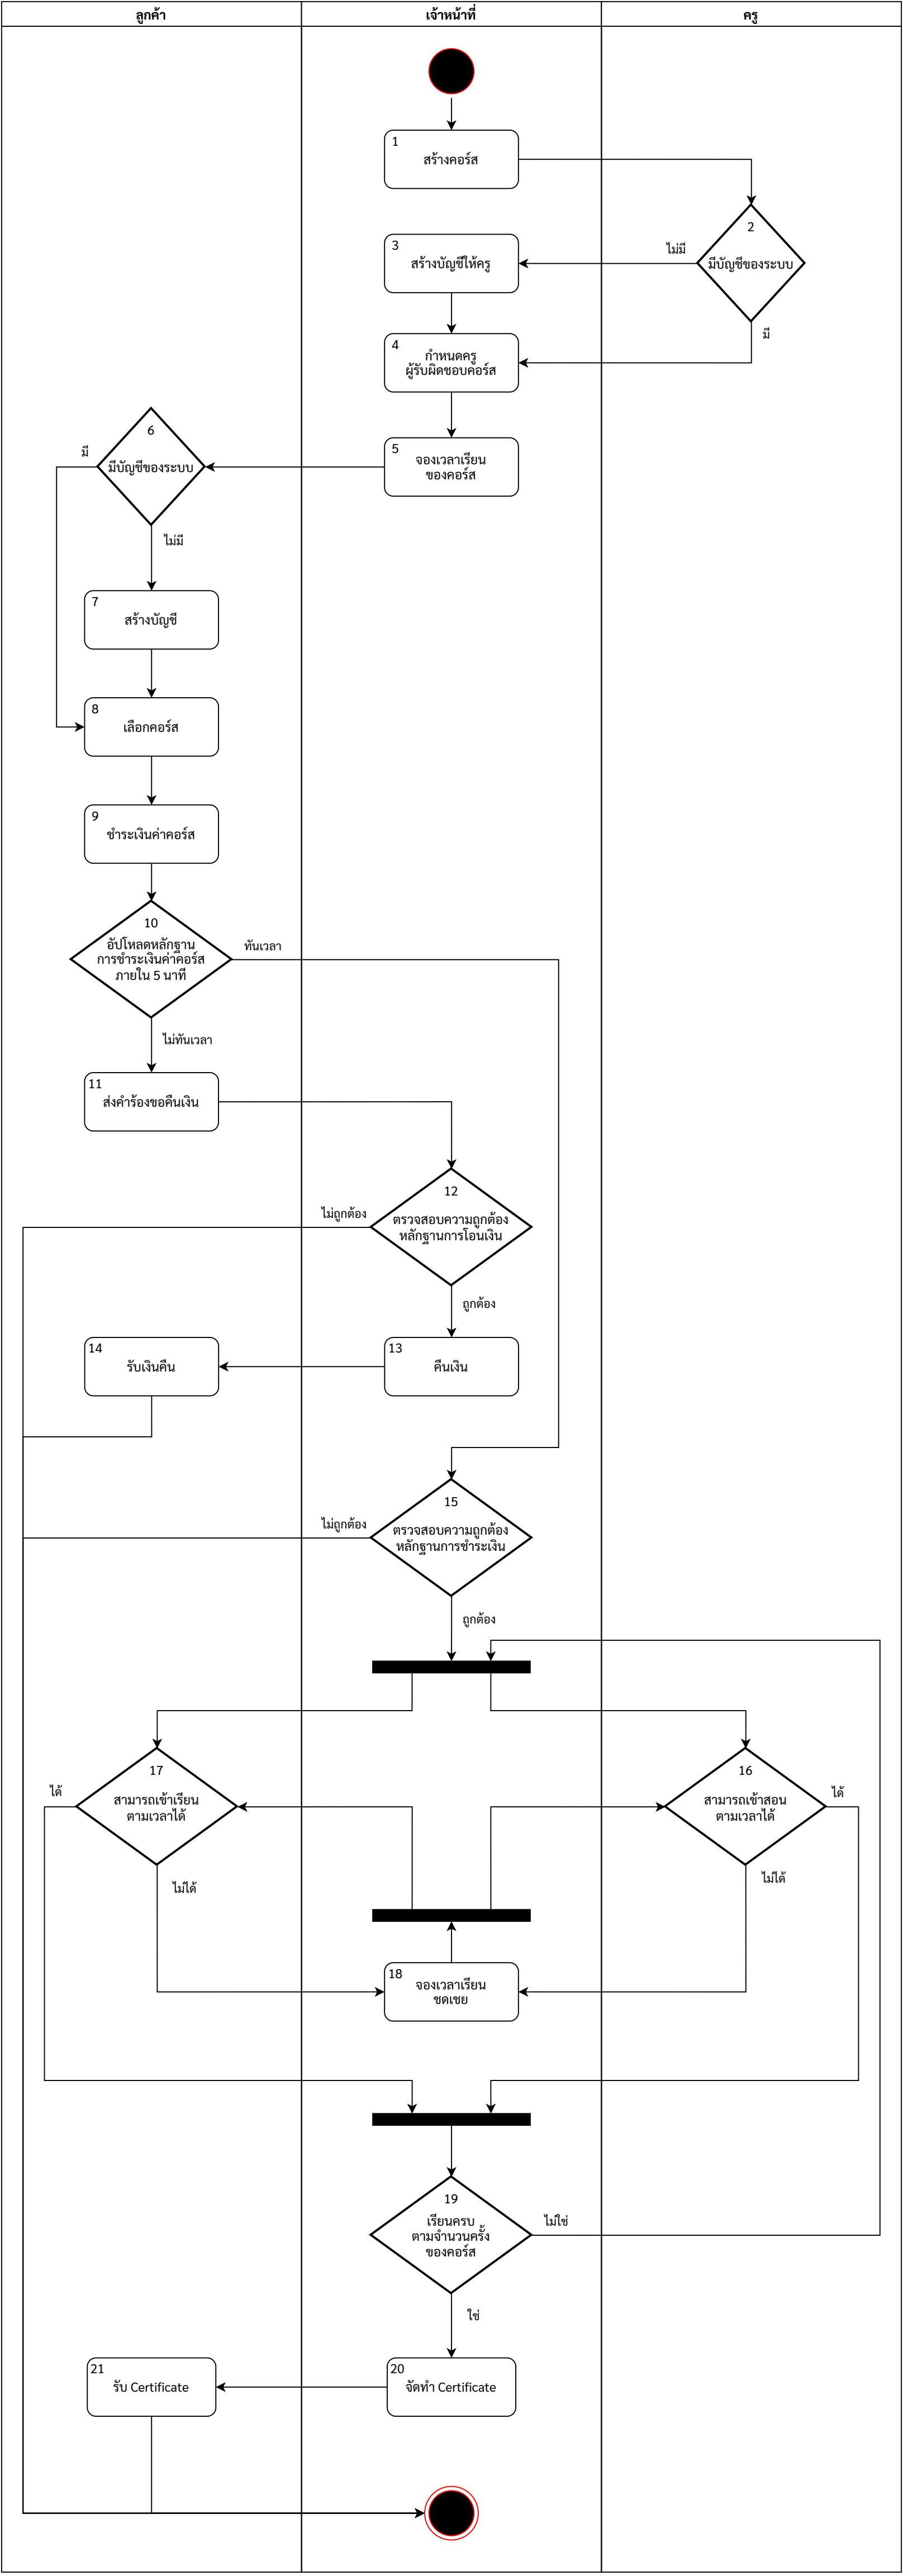 ลูกค้า
เจ้าหน้าที่
ครู
1
สร้างคอร์ส
2
มีบัญชีของระบบ
ไม่มี
มี
3
สร้างบัญชีให้ครู
4
กำหนดครู
ผู้รับผิดชอบคอร์ส
5
จองเวลาเรียน
ของคอร์ส
6
มีบัญชีของระบบ
มี
ไม่มี
7
สร้างบัญชี
8
เลือกคอร์ส
9
ชำระเงินค่าคอร์ส
10
อัปโหลดหลักฐาน
การชำระเงินค่าคอร์ส
ภายใน 5 นาที
ทันเวลา
ไม่ทันเวลา
11
ส่งคำร้องขอคืนเงิน
12
ตรวจสอบความถูกต้อง
หลักฐานการโอนเงิน
ไม่ถูกต้อง
ถูกต้อง
13
คืนเงิน
14
รับเงินคืน
15
ตรวจสอบความถูกต้อง
หลักฐานการชำระเงิน
ไม่ถูกต้อง
ถูกต้อง
17
สามารถเข้าเรียน
ตามเวลาได้
ได้
ไม่ได้
16
สามารถเข้าสอน
ตามเวลาได้
ได้
ไม่ได้
18
จองเวลาเรียน
ชดเชย
19
เรียนครบ
ตามจำนวนครั้ง
ของคอร์ส
ไม่ใช่
ใช่
20
จัดทำ Certificate
21
รับ Certificate